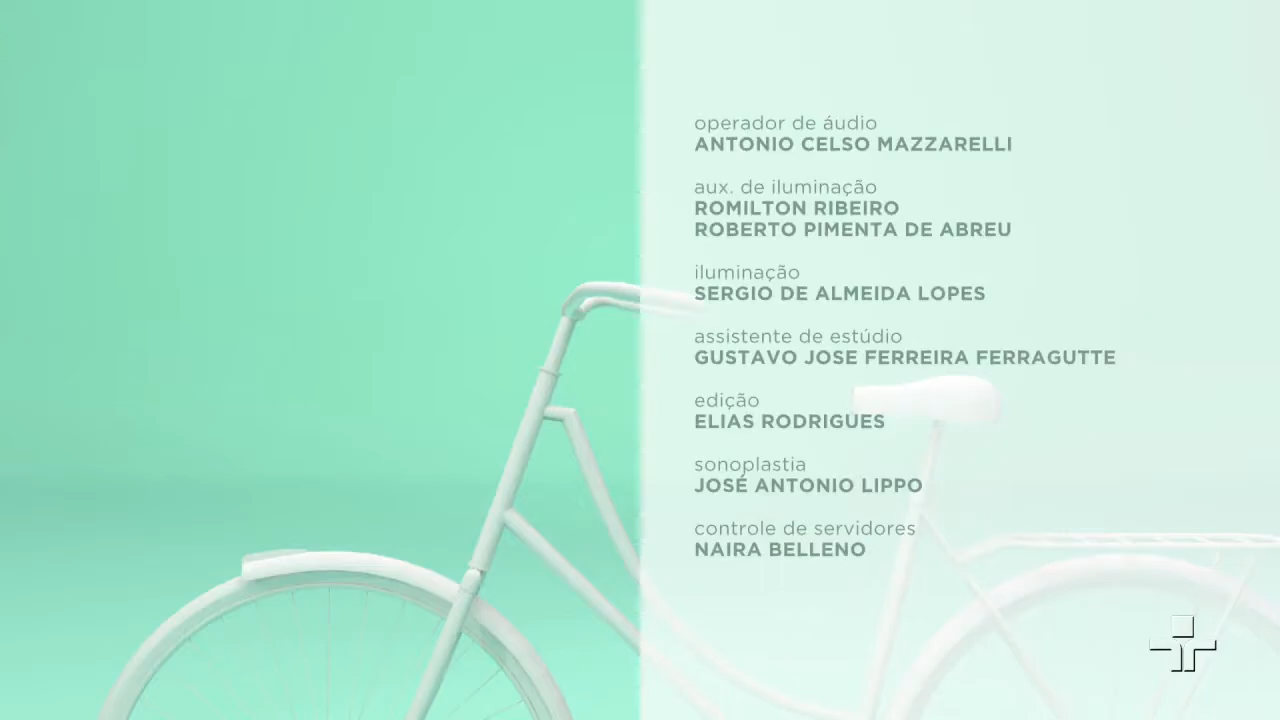 operador de áudio
ANTONIO CELSO MAZZARELLI
aux. de iluminação
ROMILTON RIBEIRO
ROBERTO PIMENTA DE ABREU
iluminação
SERGIO DE ALMEIDA LOPES
assistente de estúdio
GUSTAVO JOSE FERREIRA FERRAGUTTE
edição
ELIAS RODRIGUES
sonoplastia
JOSÉ ANTONIO LIPPO
controle de servidores
NAIRA BELLENO